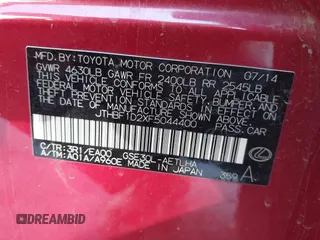 MFD. BY: TOYOTA MOTOR CORPORATION 07/14
GVWR 4630LB GAWR FR 2400LB RR 2545LB
THIS VEHICLE CONFORMS TO ALL APPLICABLE
FEDERAL MOTOR VEHICLE SAFETY, BUMPER, AND
THEFT PREVENTION STANDARDS IN EFFECT ON
THE DATE OF MANUFACTURE SHOWN ABOVE.
JTHBF1D2XF5044400
PASS. CAR
C/TR: 3R1/EA00 GSE30L-AETLHA
A/TM: A01A/A960E MADE IN JAPAN
A
DREAMBID